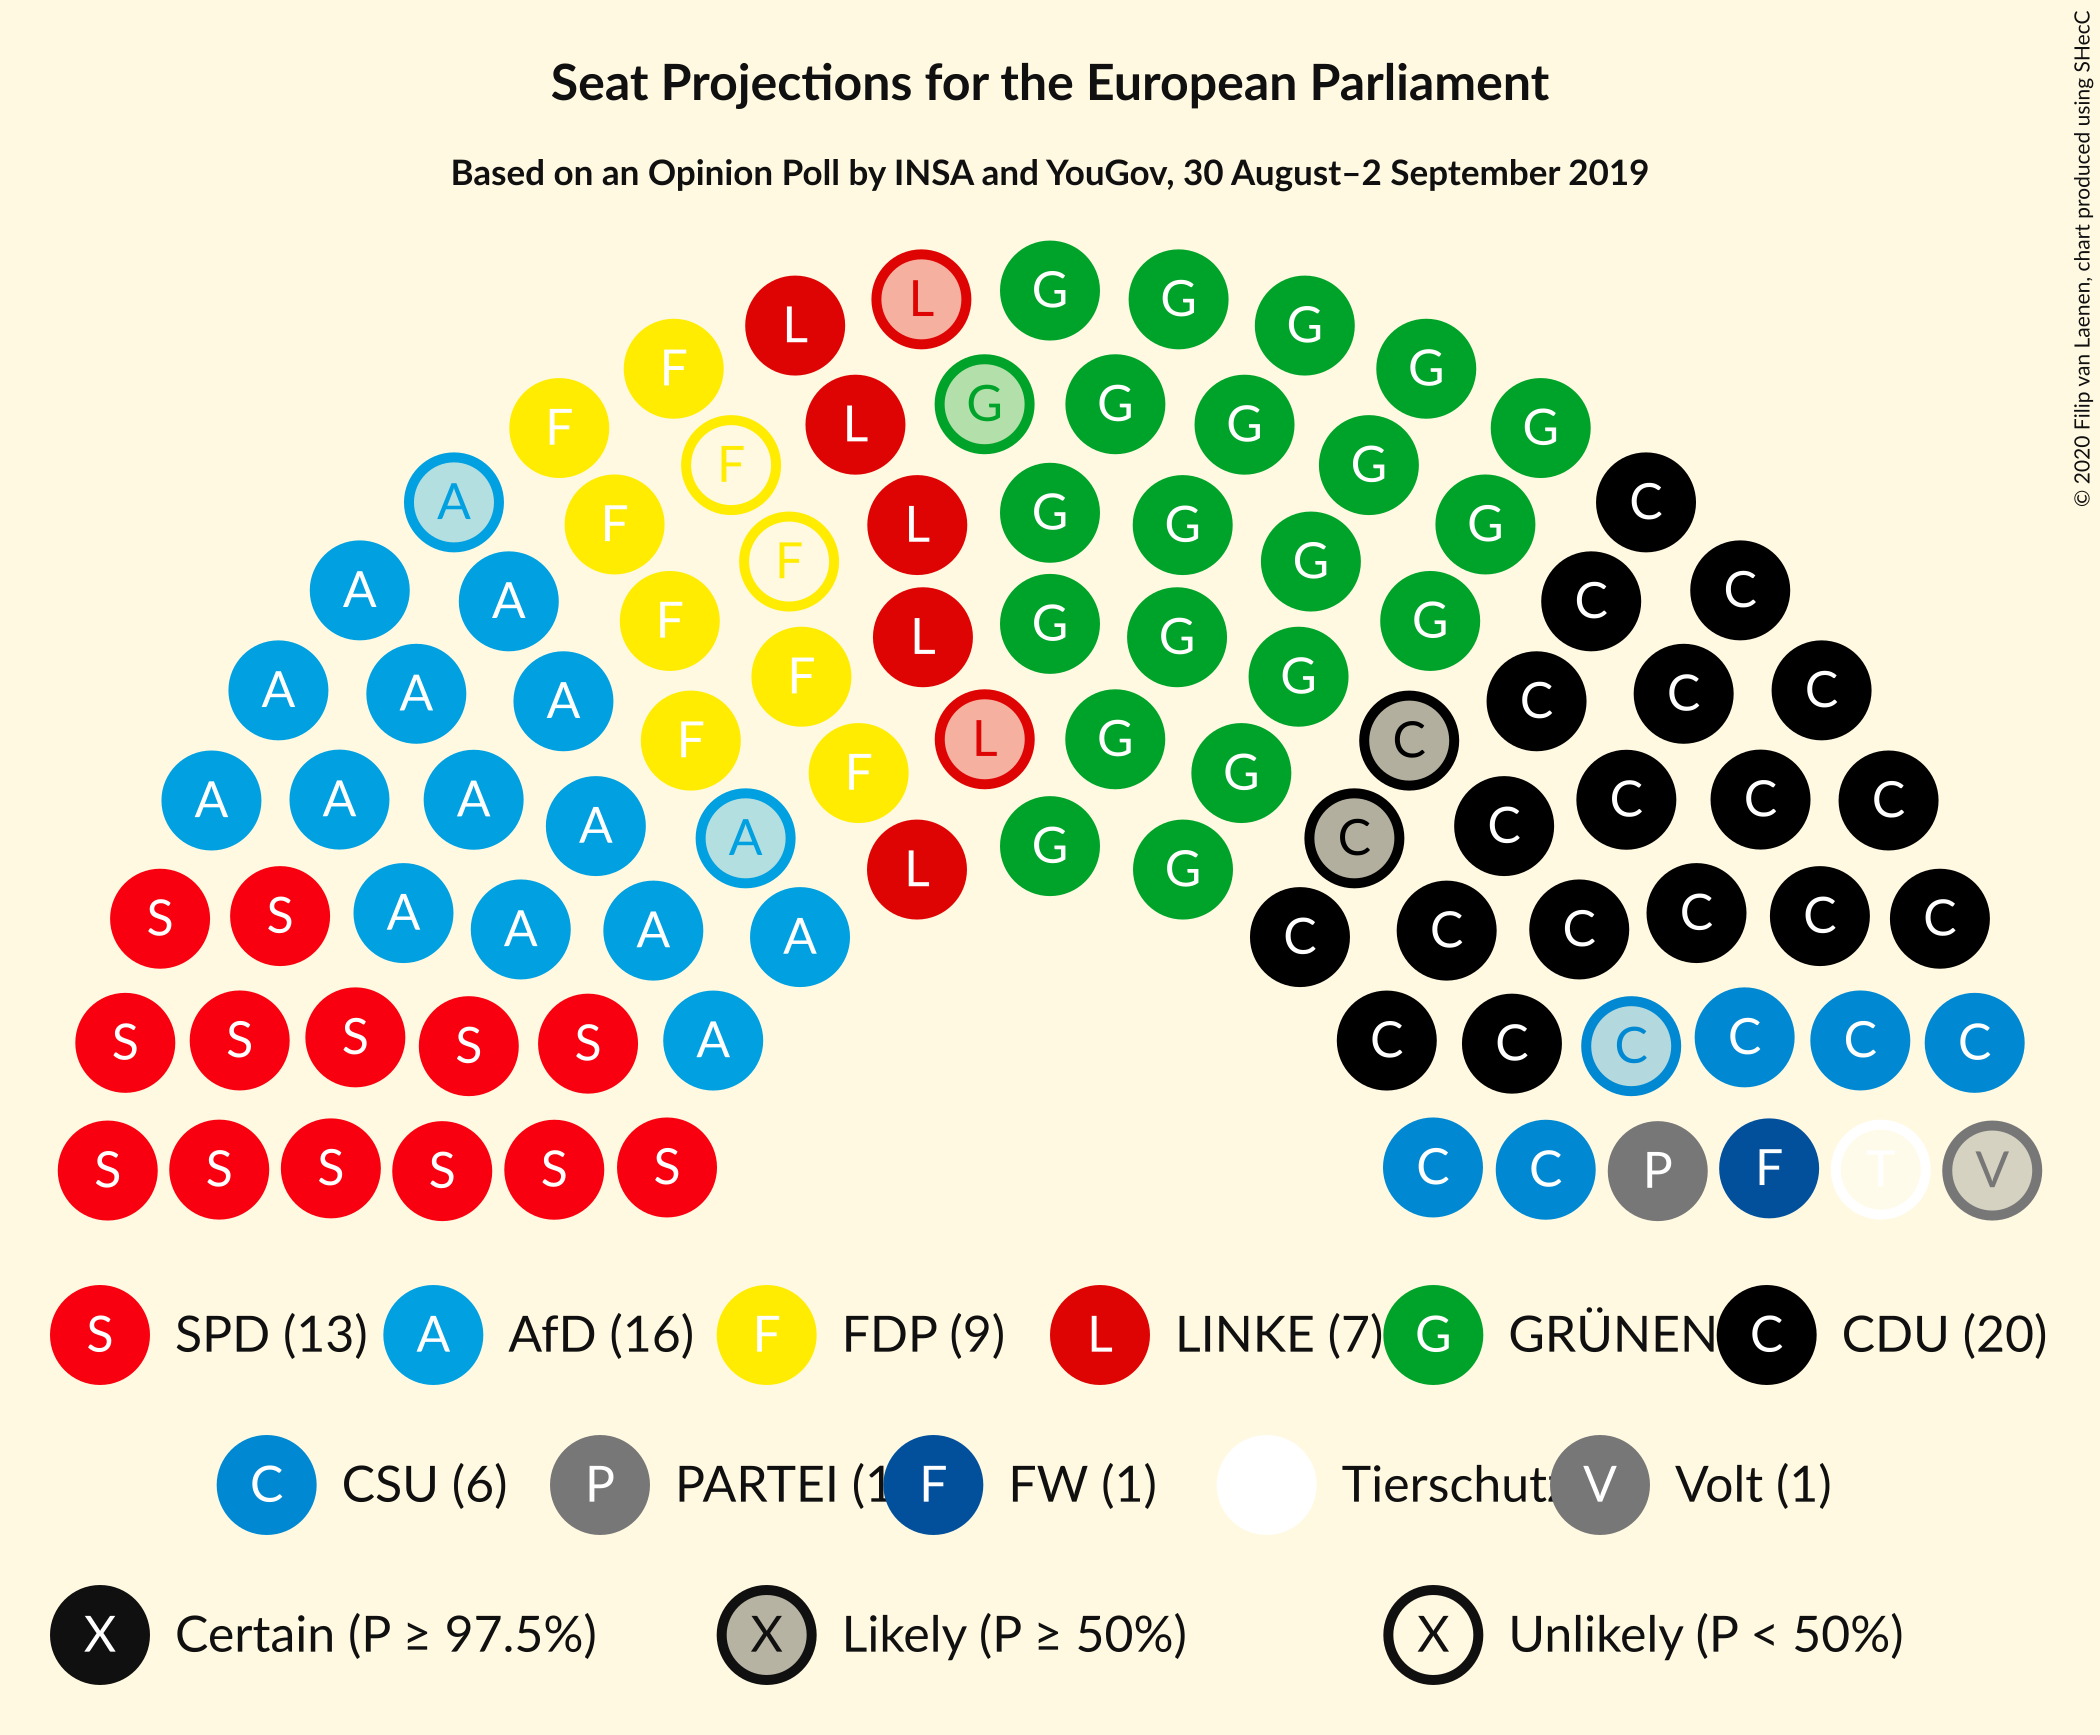 Seat Projections for the European Parliament
Based on an Opinion Poll by INSA and YouGov, 30 August–2 September 2019
© 2020 Filip van Laenen, chart produced using SHecC
L L G G G G G
F F L G G G G G
A F F L G G G C
A A F F L G G G G C C
A A A F L G G G C C C C
A A A A A F L G G C C C C C C
S S A A A A L G G C C C C C C
S S S S S A C C C C C C
S S S S S S C C P F T V
S SPD (13) A AfD (16) F FDP (9) L LINKE (7) G GRÜNEN C CDU (20)
C CSU (6) P PARTEI (1 F FW (1) Tierschutz V Volt (1)
X Certain (P ≥ 97.5%) X Likely (P ≥ 50%) X Unlikely (P < 50%)